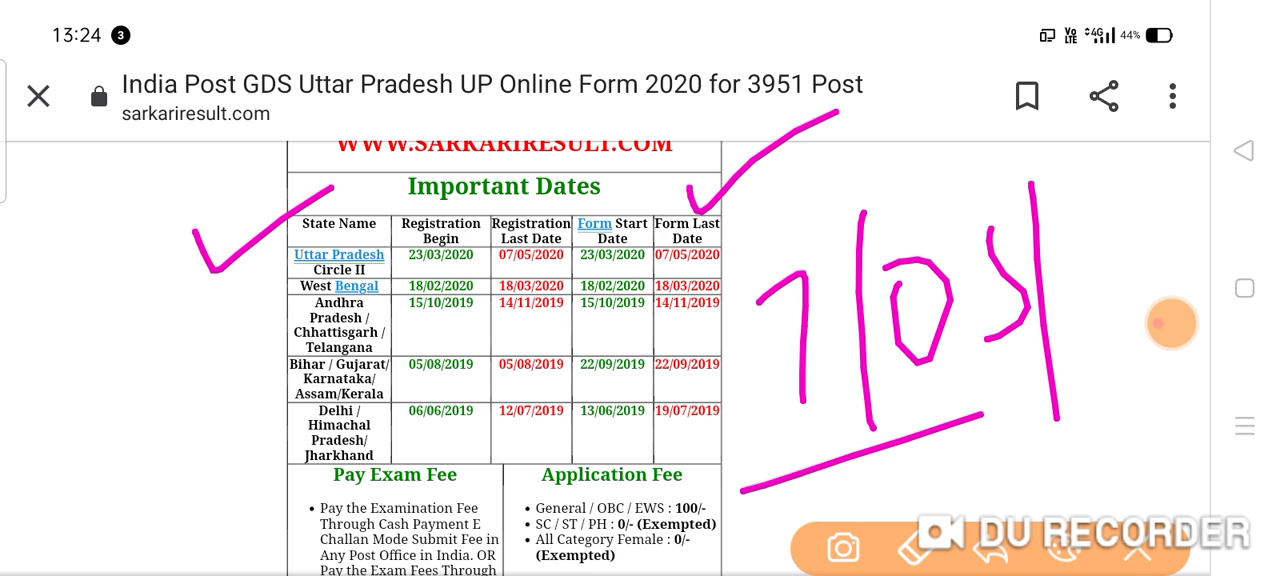 13:24 3 VO LTE 4G 44%
India Post GDS Uttar Pradesh UP Online Form 2020 for 3951 Post
sarkariresult.com
WWW.SARKARIRESULT.COM
Important Dates
State Name Registration Begin Registration Last Date Form Start Date Form Last Date
Uttar Pradesh Circle II 23/03/2020 07/05/2020 23/03/2020 07/05/2020
West Bengal 18/02/2020 18/03/2020 18/02/2020 18/03/2020
Andhra Pradesh / Chhattisgarh / Telangana 15/10/2019 14/11/2019 15/10/2019 14/11/2019
Bihar / Gujarat/ Karnataka/ Assam/Kerala 05/08/2019 05/08/2019 22/09/2019 22/09/2019
Delhi / Himachal Pradesh/ Jharkhand 06/06/2019 12/07/2019 13/06/2019 19/07/2019
Pay Exam Fee
Pay the Examination Fee
Through Cash Payment E
Challan Mode Submit Fee in
Any Post Office in India. OR
Pay the Exam Fees Through
Application Fee
General / OBC / EWS : 100/-
SC / ST / PH : 0/- (Exempted)
All Category Female : 0/-
(Exempted)
DU RECORDER